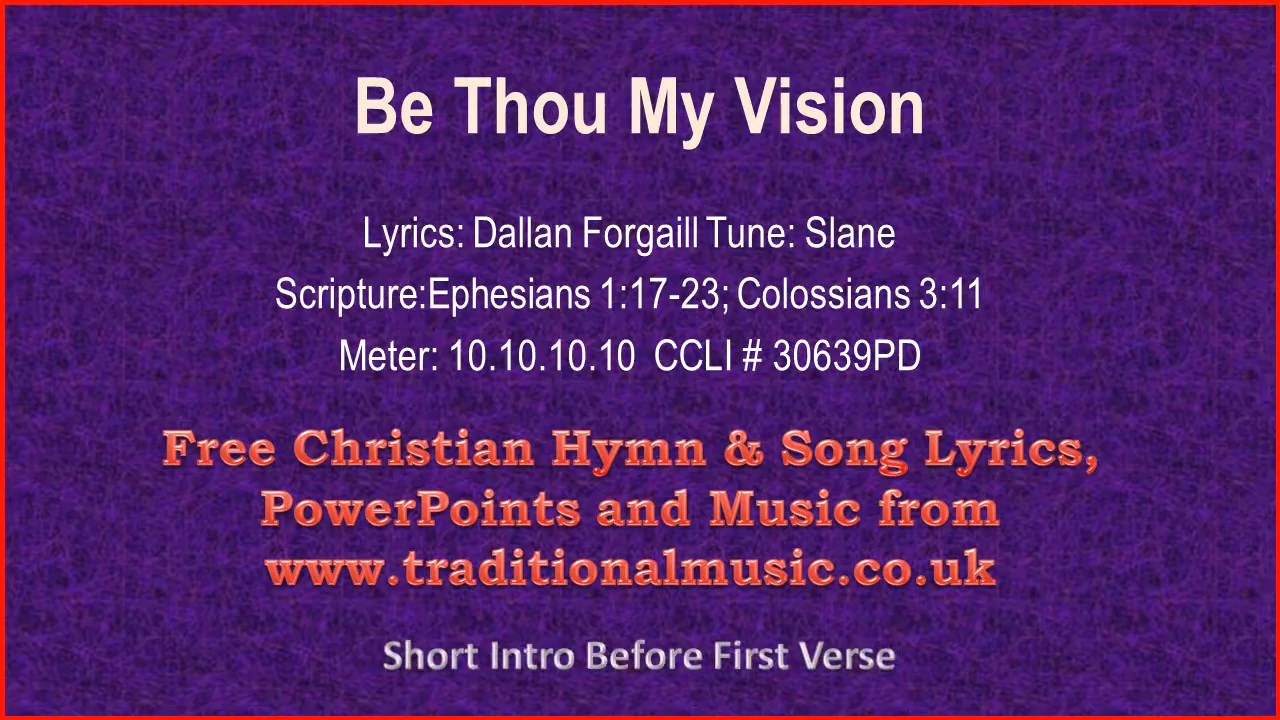 Be Thou My Vision
Lyrics: Dallan Forgaill Tune: Slane
Scripture:Ephesians 1:17-23; Colossians 3:11
Meter: 10.10.10.10  CCLI # 30639PD
Free Christian Hymn & Song Lyrics,
PowerPoints and Music from
www.traditionalmusic.co.uk
Short Intro Before First Verse